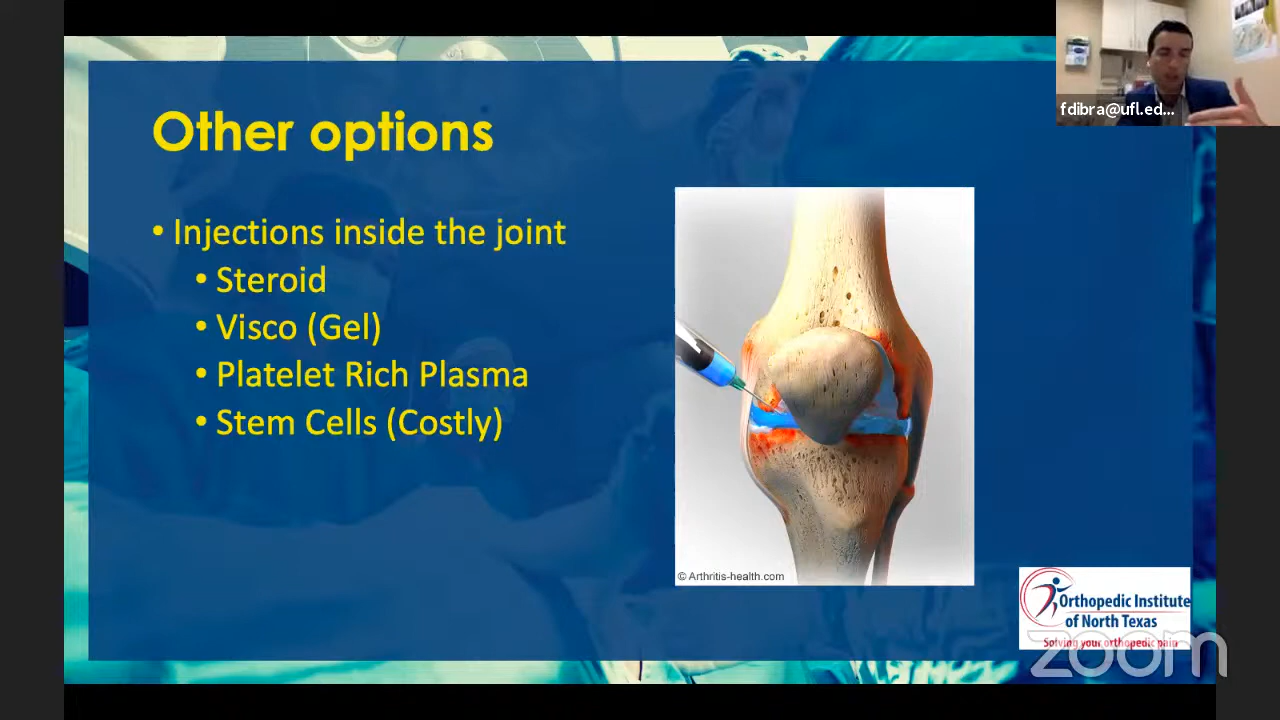 fdibra@ufl.ed...
Other options
• Injections inside the joint
• Steroid
• Visco (Gel)
• Platelet Rich Plasma
• Stem Cells (Costly)
© Arthritis-health.com
Orthopedic Institute
of North Texas
Solving your orthopedic pain
zoom